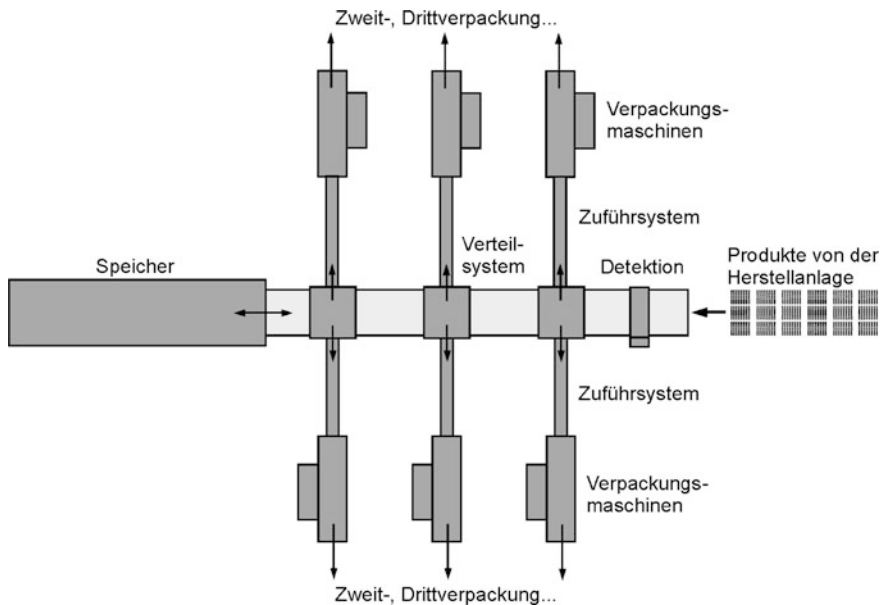 Zweit-, Drittverpackung...
Verpackungs-
maschinen
Zuführsystem
Verteil-
system
Speicher
Detektion
Produkte von der
Herstellanlage
Zuführsystem
Verpackungs-
maschinen
Zweit-, Drittverpackung...